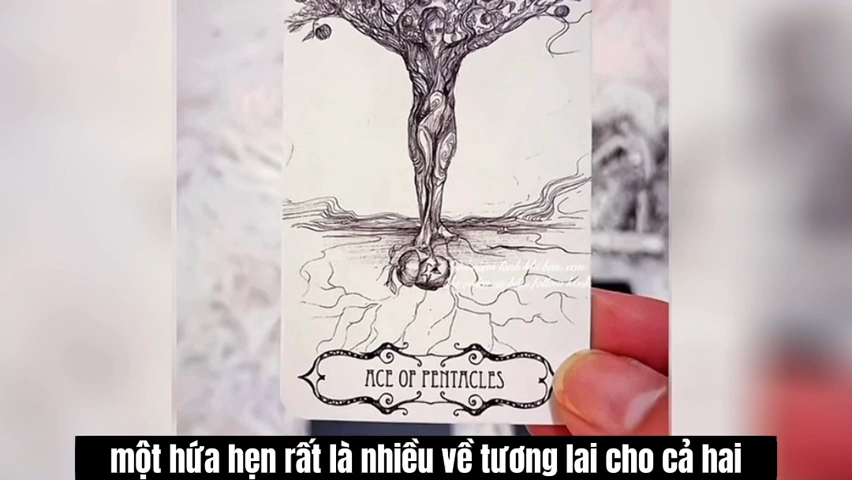 ACE OF PENTACLES
một hứa hẹn rất là nhiều về tương lai cho cả hai